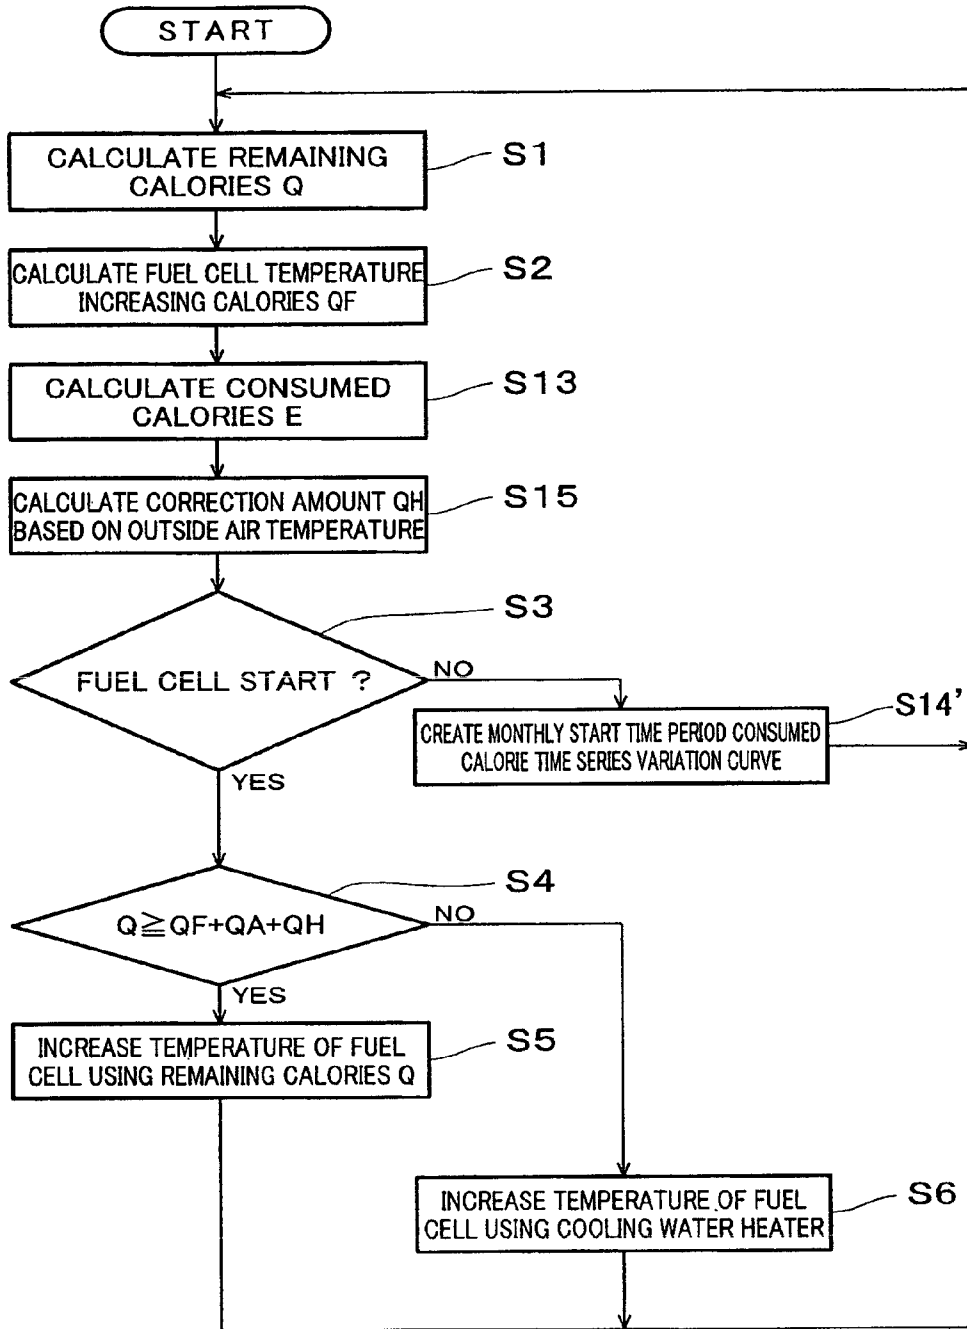 START
CALCULATE REMAINING
CALORIES Q
S1
CALCULATE FUEL CELL TEMPERATURE
INCREASING CALORIES QF
S2
CALCULATE CONSUMED
CALORIES E
S13
CALCULATE CORRECTION AMOUNT QH
BASED ON OUTSIDE AIR TEMPERATURE
S15
FUEL CELL START ?
S3
NO
CREATE MONTHLY START TIME PERIOD CONSUMED
CALORIE TIME SERIES VARIATION CURVE
S14'
YES
Q≧QF+QA+QH
S4
NO
YES
INCREASE TEMPERATURE OF FUEL
CELL USING REMAINING CALORIES Q
S5
INCREASE TEMPERATURE OF FUEL
CELL USING COOLING WATER HEATER
S6